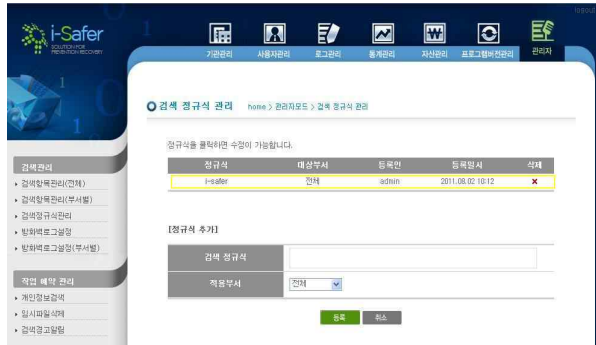 logout
i-Safer
SOLUTION FOR
PREVENTION RECOVERY
기관관리 사용자관리 로그관리 통계관리 자산관리 프로그램버전관리 관리자
검색 정규식 관리 home > 관리자모드 > 검색 정규식 관리
정규식을 클릭하면 수정이 가능합니다.
정규식 대상부서 등록인 등록일시 삭제
i-safer 전체 admin 2011.08.02 10:12
[정규식 추가]
검색 정규식
적용부서 전체
등록 취소
검색관리
검색항목관리(전체)
검색항목관리(부서별)
검색정규식관리
방화벽로그설정
방화벽로그설정(부서별)
작업 예약 관리
개인정보검색
임시파일삭제
검색경고알림